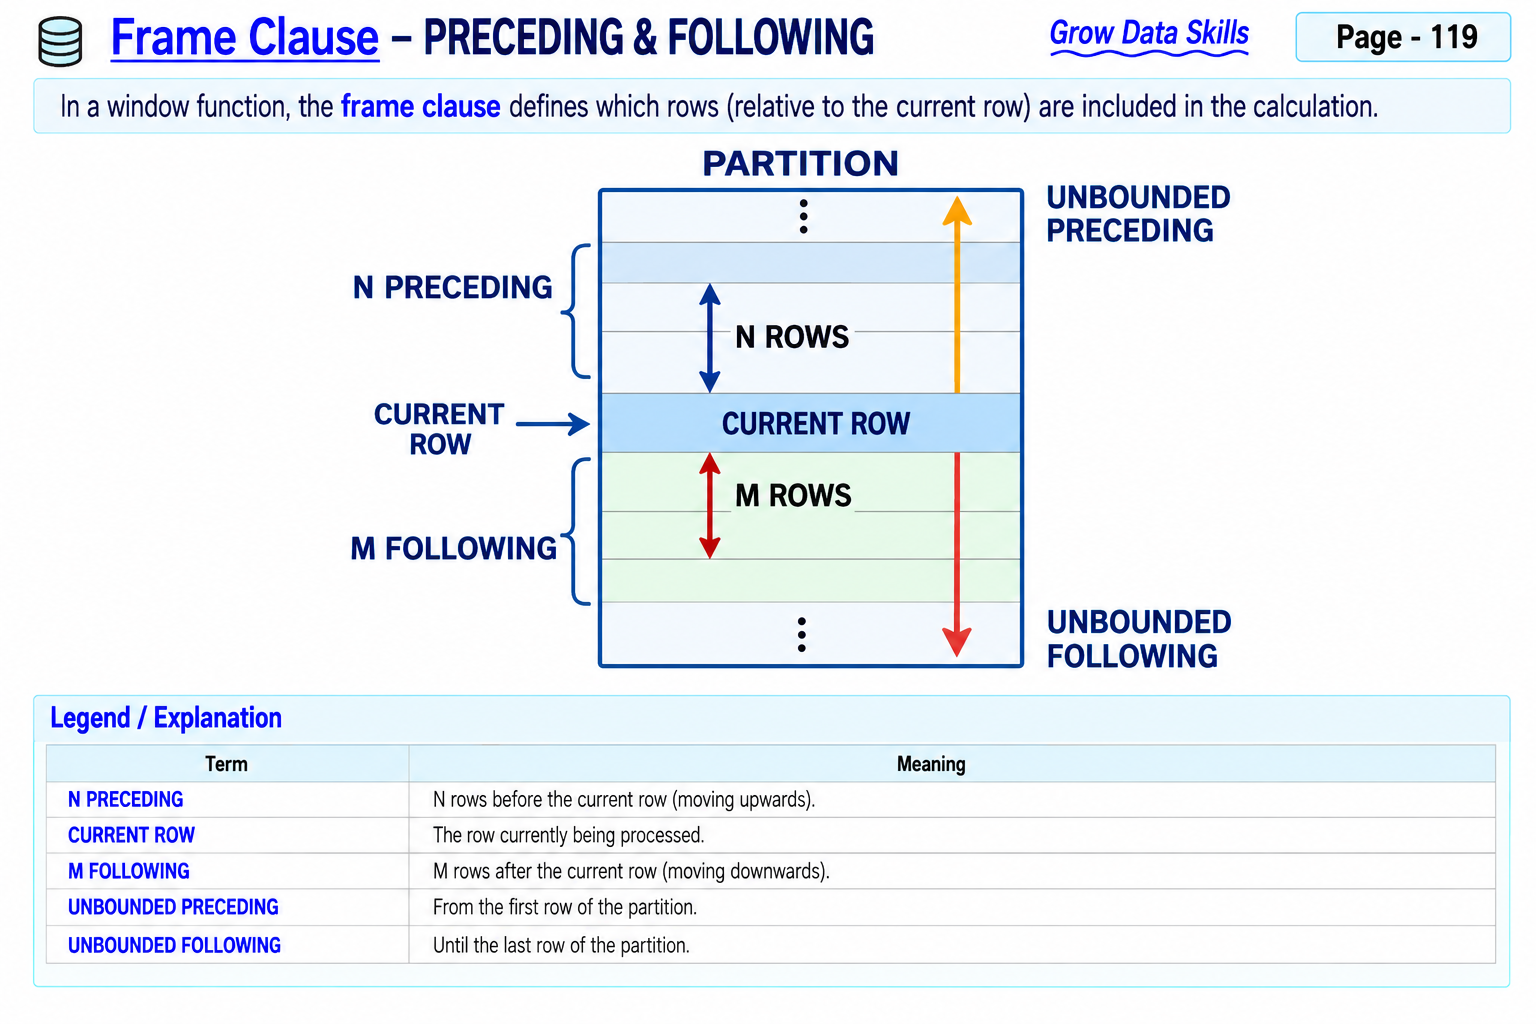 Frame Clause – PRECEDING & FOLLOWING
Grow Data Skills
Page - 119
In a window function, the frame clause defines which rows (relative to the current row) are included in the calculation.
PARTITION
UNBOUNDED
PRECEDING
N PRECEDING
N ROWS
CURRENT
ROW
CURRENT ROW
M ROWS
M FOLLOWING
UNBOUNDED
FOLLOWING
Legend / Explanation
Term Meaning
N PRECEDING N rows before the current row (moving upwards).
CURRENT ROW The row currently being processed.
M FOLLOWING M rows after the current row (moving downwards).
UNBOUNDED PRECEDING From the first row of the partition.
UNBOUNDED FOLLOWING Until the last row of the partition.